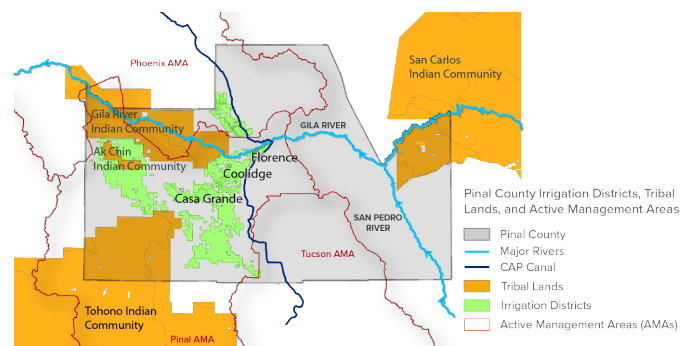 Phoenix AMA
San Carlos
Indian Community
Gila River
Indian Community
GILA RIVER
Ak Chin
Indian Community
Florence
Coolidge
Casa Grande
SAN PEDRO
RIVER
Tucson AMA
Tohono Indian
Community
Pinal AMA
Pinal County Irrigation Districts, Tribal
Lands, and Active Management Areas
Pinal County
Major Rivers
CAP Canal
Tribal Lands
Irrigation Districts
Active Management Areas (AMAs)